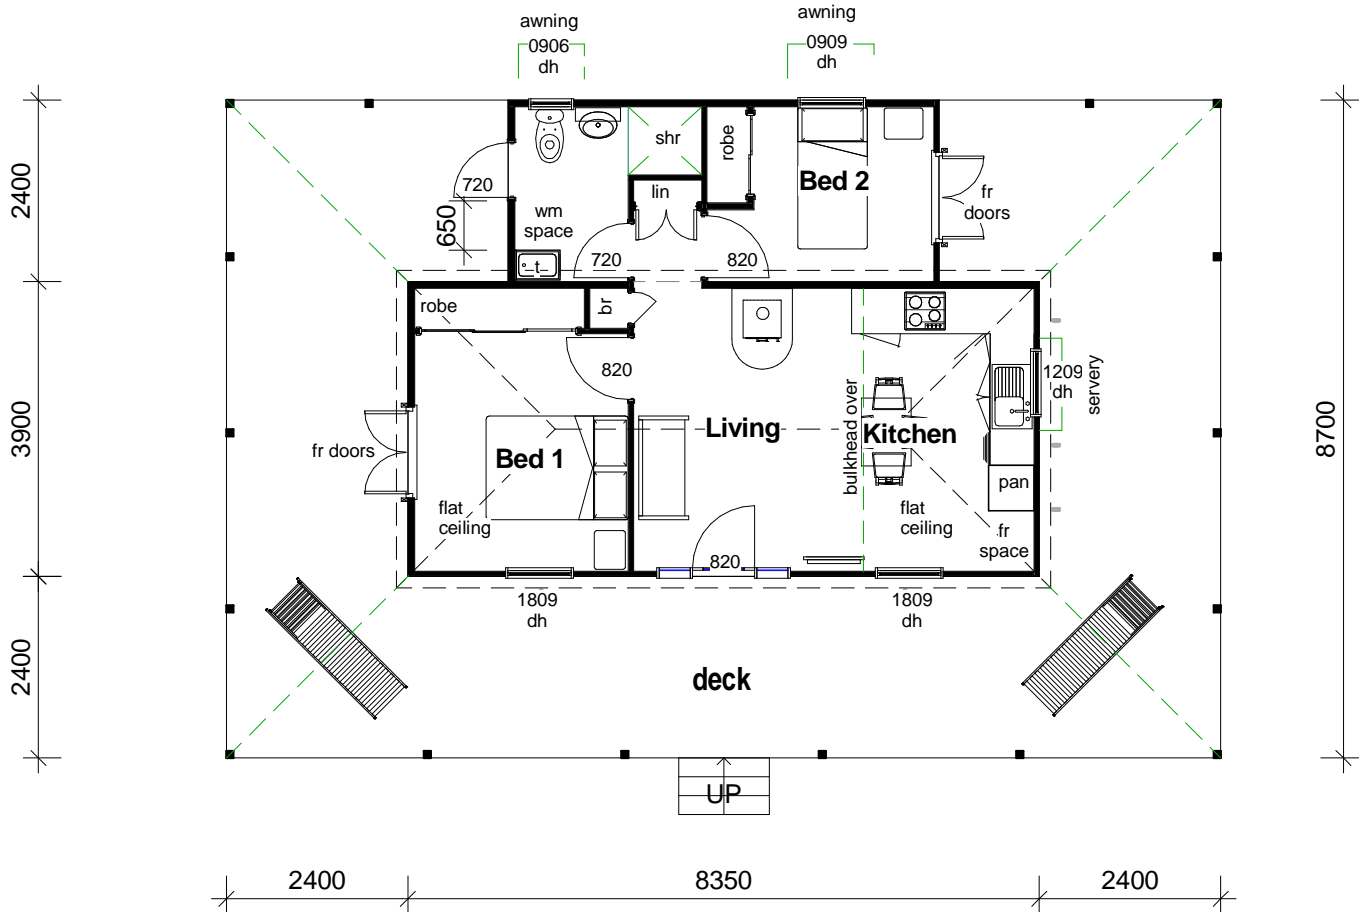 awning
0906
dh
awning
0909
dh
2400
720
650
shr
robe
Bed 2
lin
fr
doors
wm
space
t
720
820
robe
br
820
1209
dh
servery
3900
8700
fr doors
Bed 1
flat
ceiling
Living
bulkhead over
Kitchen
pan
flat
ceiling
fr
space
820
1809
dh
1809
dh
2400
deck
UP
2400
8350
2400